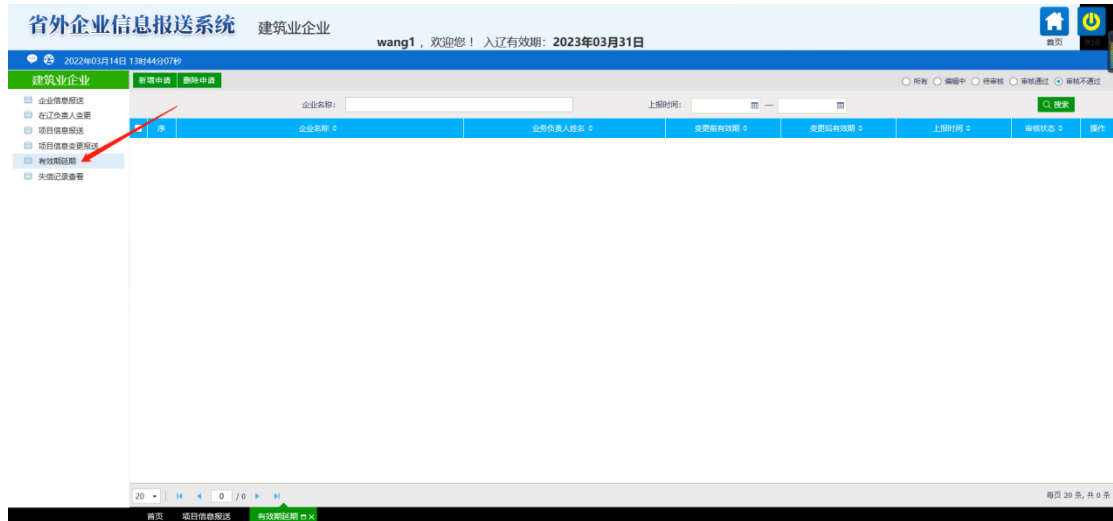 省外企业信息报送系统 建筑业企业
wang1，欢迎您！ 入辽有效期：2023年03月31日
首页
2022年03月14日 13时44分07秒
建筑业企业 新增申请 删除申请 所有 编辑中 待审核 审核通过 审核不通过
企业信息报送
在辽负责人变更
项目信息报送
项目信息变更报送
有效期延期
失信记录查看
企业名称： 上报时间： — 搜索
序 企业名称 业务负责人姓名 变更前有效期 变更后有效期 上报时间 审核状态 操作
20 0 / 0 每页 20 条, 共 0 条
首页 项目信息报送 有效期延期